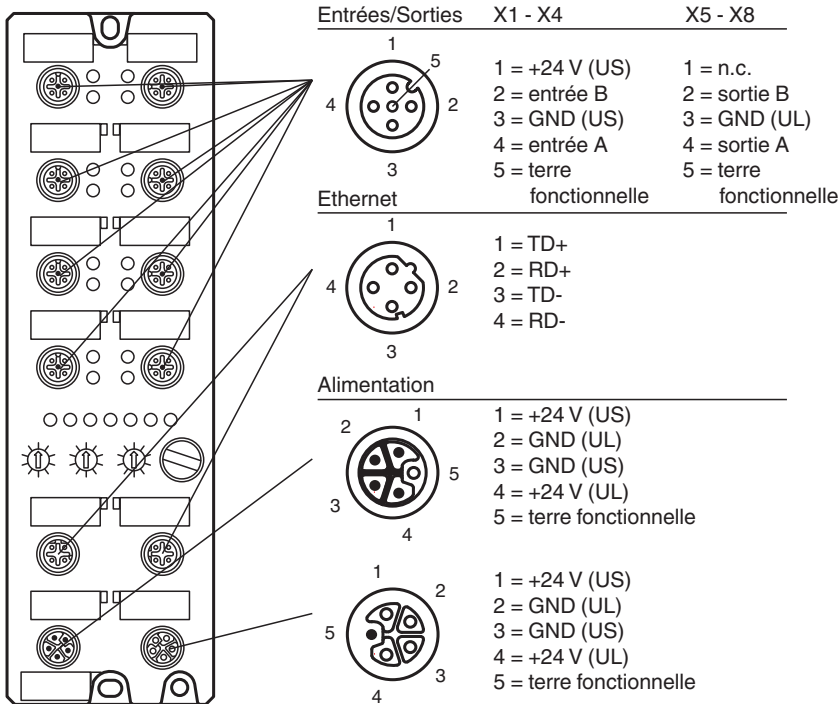 Entrées/Sorties X1 - X4 X5 - X8
1
5
4
2
3
1 = +24 V (US)
2 = entrée B
3 = GND (US)
4 = entrée A
5 = terre
fonctionnelle
1 = n.c.
2 = sortie B
3 = GND (UL)
4 = sortie A
5 = terre
fonctionnelle
Ethernet
1
4
2
3
1 = TD+
2 = RD+
3 = TD-
4 = RD-
Alimentation
1
2
5
3
4
1 = +24 V (US)
2 = GND (UL)
3 = GND (US)
4 = +24 V (UL)
5 = terre fonctionnelle
1
2
5
3
4
1 = +24 V (US)
2 = GND (UL)
3 = GND (US)
4 = +24 V (UL)
5 = terre fonctionnelle